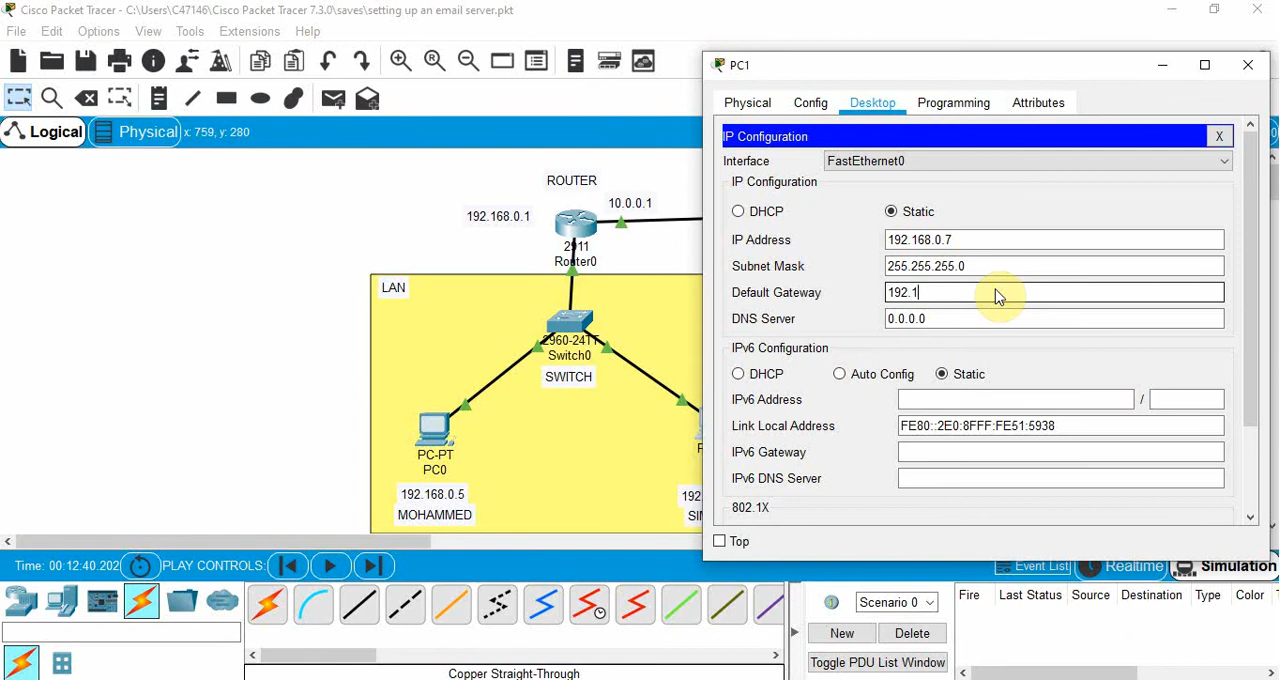 Cisco Packet Tracer - C:\Users\C47146\Cisco Packet Tracer 7.3.0\saves\setting up an email server.pkt
File Edit Options View Tools Extensions Help
Logical
Physical x: 759, y: 280
ROUTER
192.168.0.1
10.0.0.1
2911
Router0
LAN
2960-24TT
Switch0
SWITCH
PC-PT
PC0
192.168.0.5
MOHAMMED
192
PC1
Physical Config Desktop Programming Attributes
IP Configuration X
Interface FastEthernet0
IP Configuration
DHCP Static
IP Address 192.168.0.7
Subnet Mask 255.255.255.0
Default Gateway 192.1
DNS Server 0.0.0.0
IPv6 Configuration
DHCP Auto Config Static
IPv6 Address /
Link Local Address FE80::2E0:8FFF:FE51:5938
IPv6 Gateway
IPv6 DNS Server
802.1X
Top
Time: 00:12:40.202 PLAY CONTROLS:
Event List Realtime Simulation
Scenario 0
Fire Last Status Source Destination Type Color
New Delete
Toggle PDU List Window
Copper Straight-Through